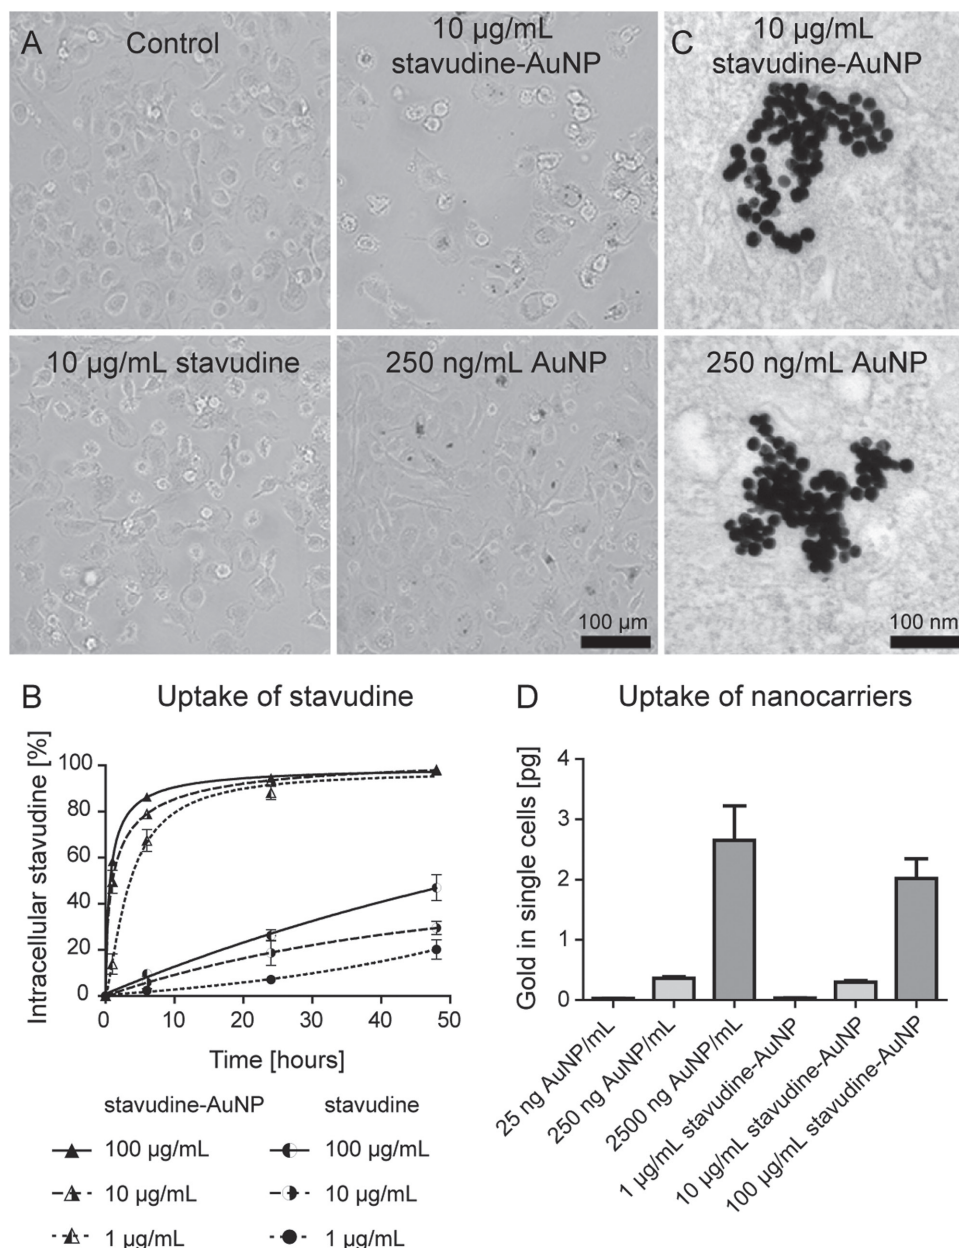 A
Control
10 µg/mL
stavudine-AuNP
C
10 µg/mL
stavudine-AuNP
10 µg/mL stavudine
250 ng/mL AuNP
100 µm
250 ng/mL AuNP
100 nm
B
Uptake of stavudine
Intracellular stavudine [%]
100
80
60
40
20
0
0 10 20 30 40 50
Time [hours]
stavudine-AuNP
stavudine
100 µg/mL
100 µg/mL
10 µg/mL
10 µg/mL
1 µg/mL
1 µg/mL
D
Uptake of nanocarriers
Gold in single cells [pg]
4
3
2
1
0
25 ng AuNP/mL
250 ng AuNP/mL
2500 ng AuNP/mL
1 µg/mL stavudine-AuNP
10 µg/mL stavudine-AuNP
100 µg/mL stavudine-AuNP